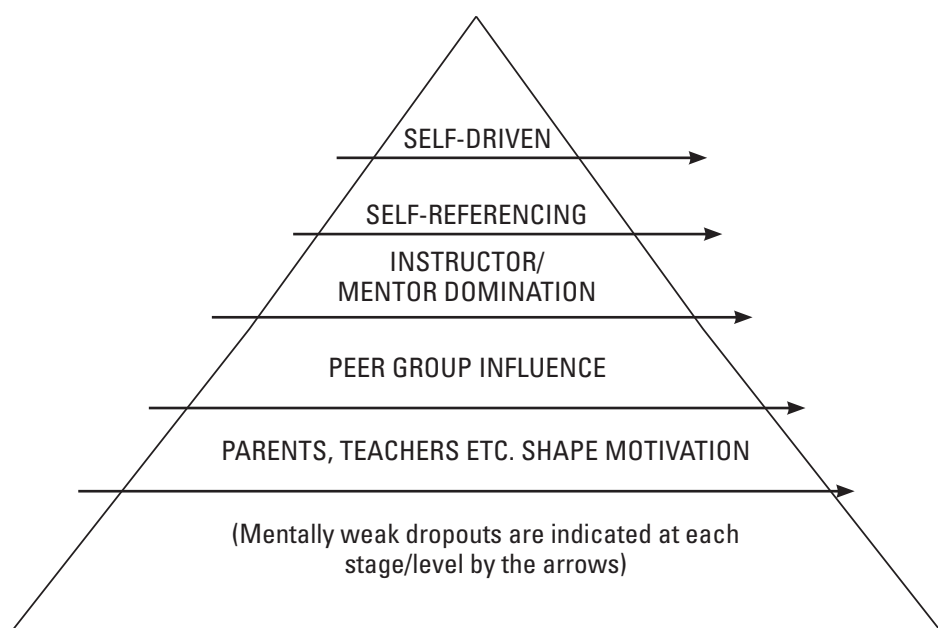 SELF-DRIVEN
SELF-REFERENCING
INSTRUCTOR/
MENTOR DOMINATION
PEER GROUP INFLUENCE
PARENTS, TEACHERS ETC. SHAPE MOTIVATION
(Mentally weak dropouts are indicated at each
stage/level by the arrows)